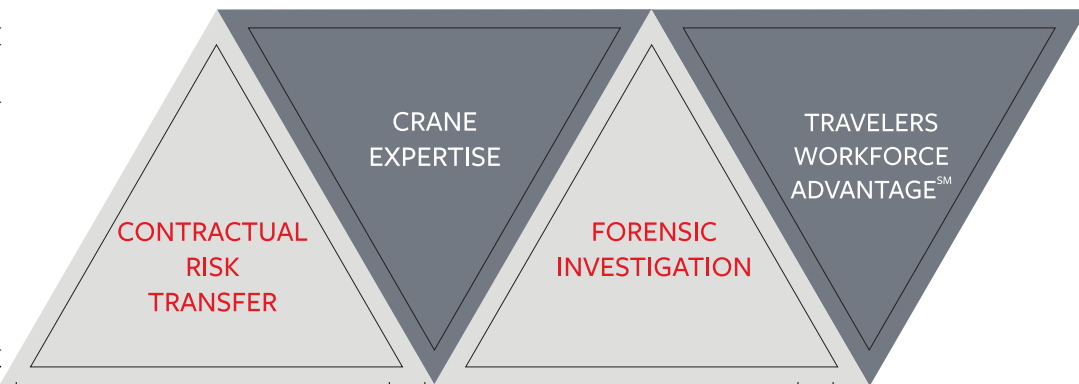 CONTRACTUAL
RISK
TRANSFER
CRANE
EXPERTISE
FORENSIC
INVESTIGATION
TRAVELERS
WORKFORCE
ADVANTAGE℠